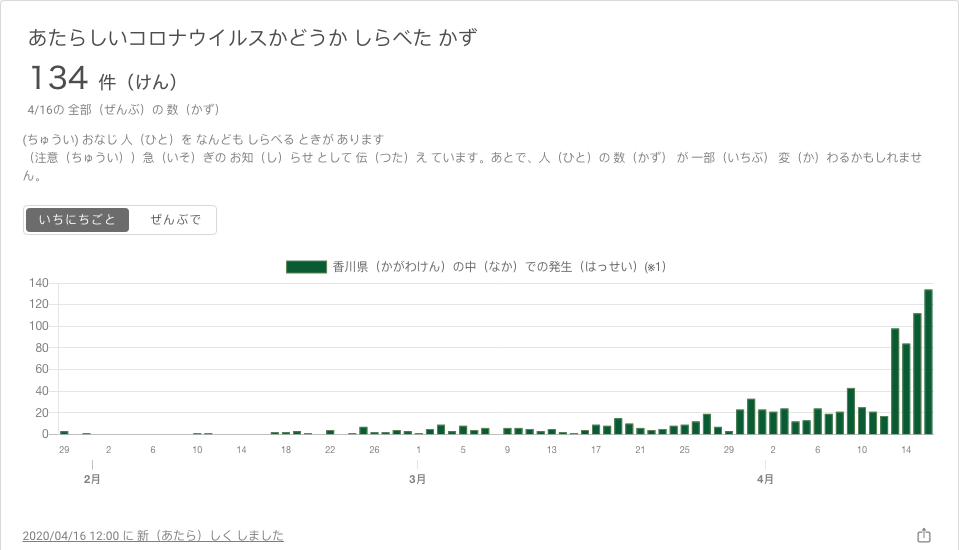 あたらしいコロナウイルスかどうか しらべた かず
134 件（けん）
4/16の 全部（ぜんぶ）の 数（かず）
(ちゅうい) おなじ 人（ひと）を なんども しらべる ときが あります
（注意（ちゅうい））急（いそ）ぎの お知（し）らせ として 伝（つた）え ています。あとで、人（ひと）の 数（かず） が 一部（いちぶ） 変（か）わるかもしれませ
ん。
いちにちごと ぜんぶで
香川県（かがわけん）の中（なか）での発生（はっせい）(※1)
140
120
100
80
60
40
20
0
29 2 6 10 14 18 22 26 1 5 9 13 17 21 25 29 2 6 10 14
2月 3月 4月
2020/04/16 12:00 に 新（あたら）しく しました